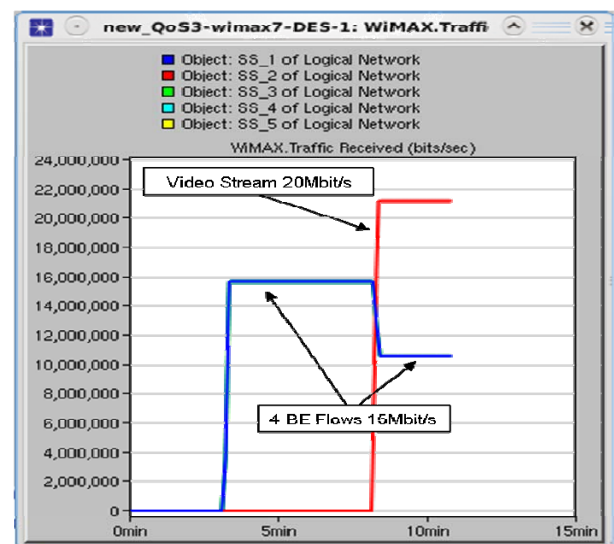 new_QoS3-wimax7-DES-1: WiMAX.Traffi
Object: SS_1 of Logical Network
Object: SS_2 of Logical Network
Object: SS_3 of Logical Network
Object: SS_4 of Logical Network
Object: SS_5 of Logical Network
WiMAX.Traffic Received (bits/sec)
24,000,000
Video Stream 20Mbit/s
22,000,000
20,000,000
18,000,000
16,000,000
14,000,000
12,000,000
10,000,000
8,000,000
6,000,000
4 BE Flows 15Mbit/s
4,000,000
2,000,000
0
0min 5min 10min 15min